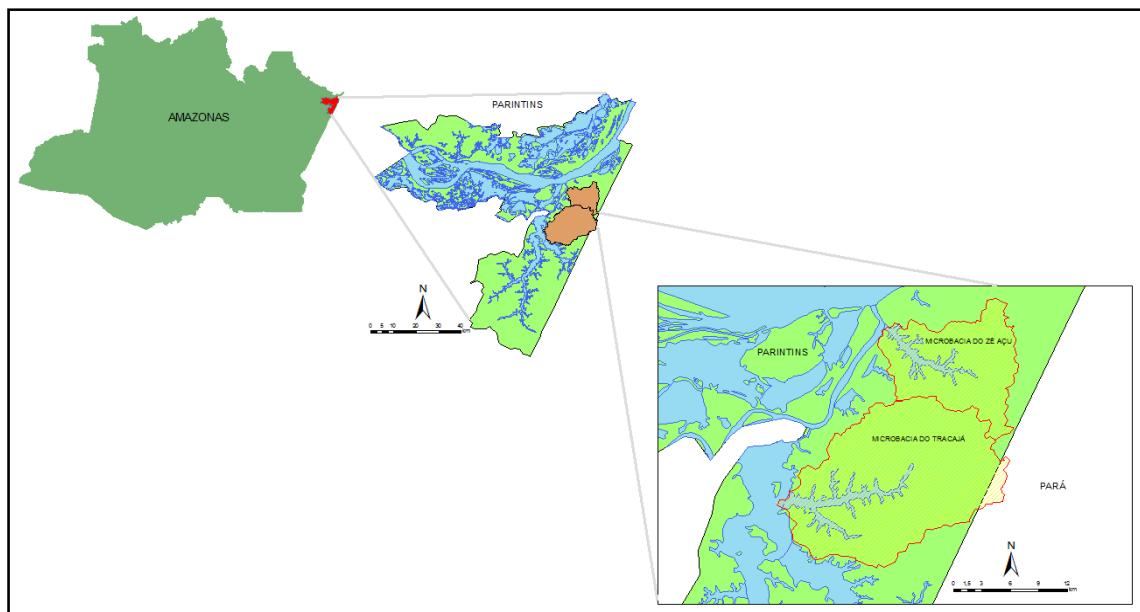 AMAZONAS
PARINTINS
N
0 5 10 20 30 40
km
PARINTINS
MICROBACIA DO ZÉ AÇU
MICROBACIA DO TRACAJÁ
PARÁ
N
0 1,5 3 6 9 12
km